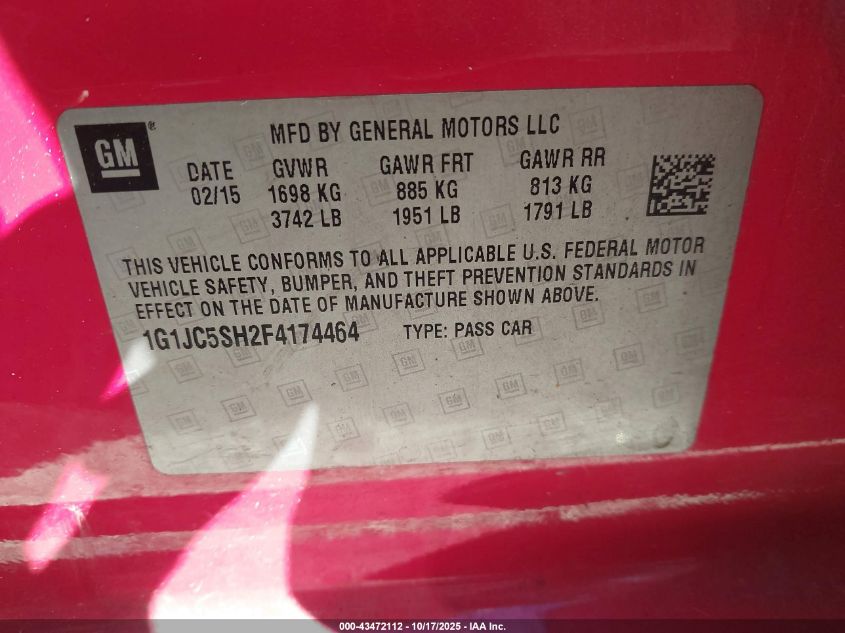 GM ®
MFD BY GENERAL MOTORS LLC
DATE GVWR GAWR FRT GAWR RR
02/15 1698 KG 885 KG 813 KG
3742 LB 1951 LB 1791 LB
THIS VEHICLE CONFORMS TO ALL APPLICABLE U.S. FEDERAL MOTOR
VEHICLE SAFETY, BUMPER, AND THEFT PREVENTION STANDARDS IN
EFFECT ON THE DATE OF MANUFACTURE SHOWN ABOVE.
1G1JC5SH2F4174464 TYPE: PASS CAR
000-43472112 - 10/17/2025 - IAA Inc.